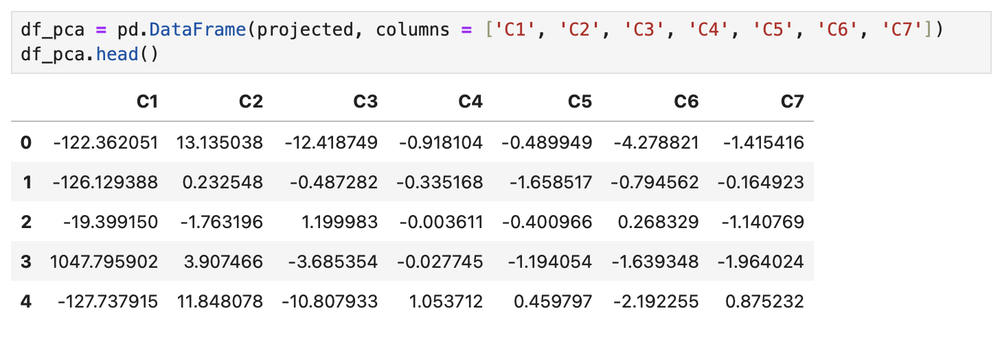 df_pca = pd.DataFrame(projected, columns = ['C1', 'C2', 'C3', 'C4', 'C5', 'C6', 'C7'])
df_pca.head()
C1 C2 C3 C4 C5 C6 C7
0 -122.362051 13.135038 -12.418749 -0.918104 -0.489949 -4.278821 -1.415416
1 -126.129388 0.232548 -0.487282 -0.335168 -1.658517 -0.794562 -0.164923
2 -19.399150 -1.763196 1.199983 -0.003611 -0.400966 0.268329 -1.140769
3 1047.795902 3.907466 -3.685354 -0.027745 -1.194054 -1.639348 -1.964024
4 -127.737915 11.848078 -10.807933 1.053712 0.459797 -2.192255 0.875232